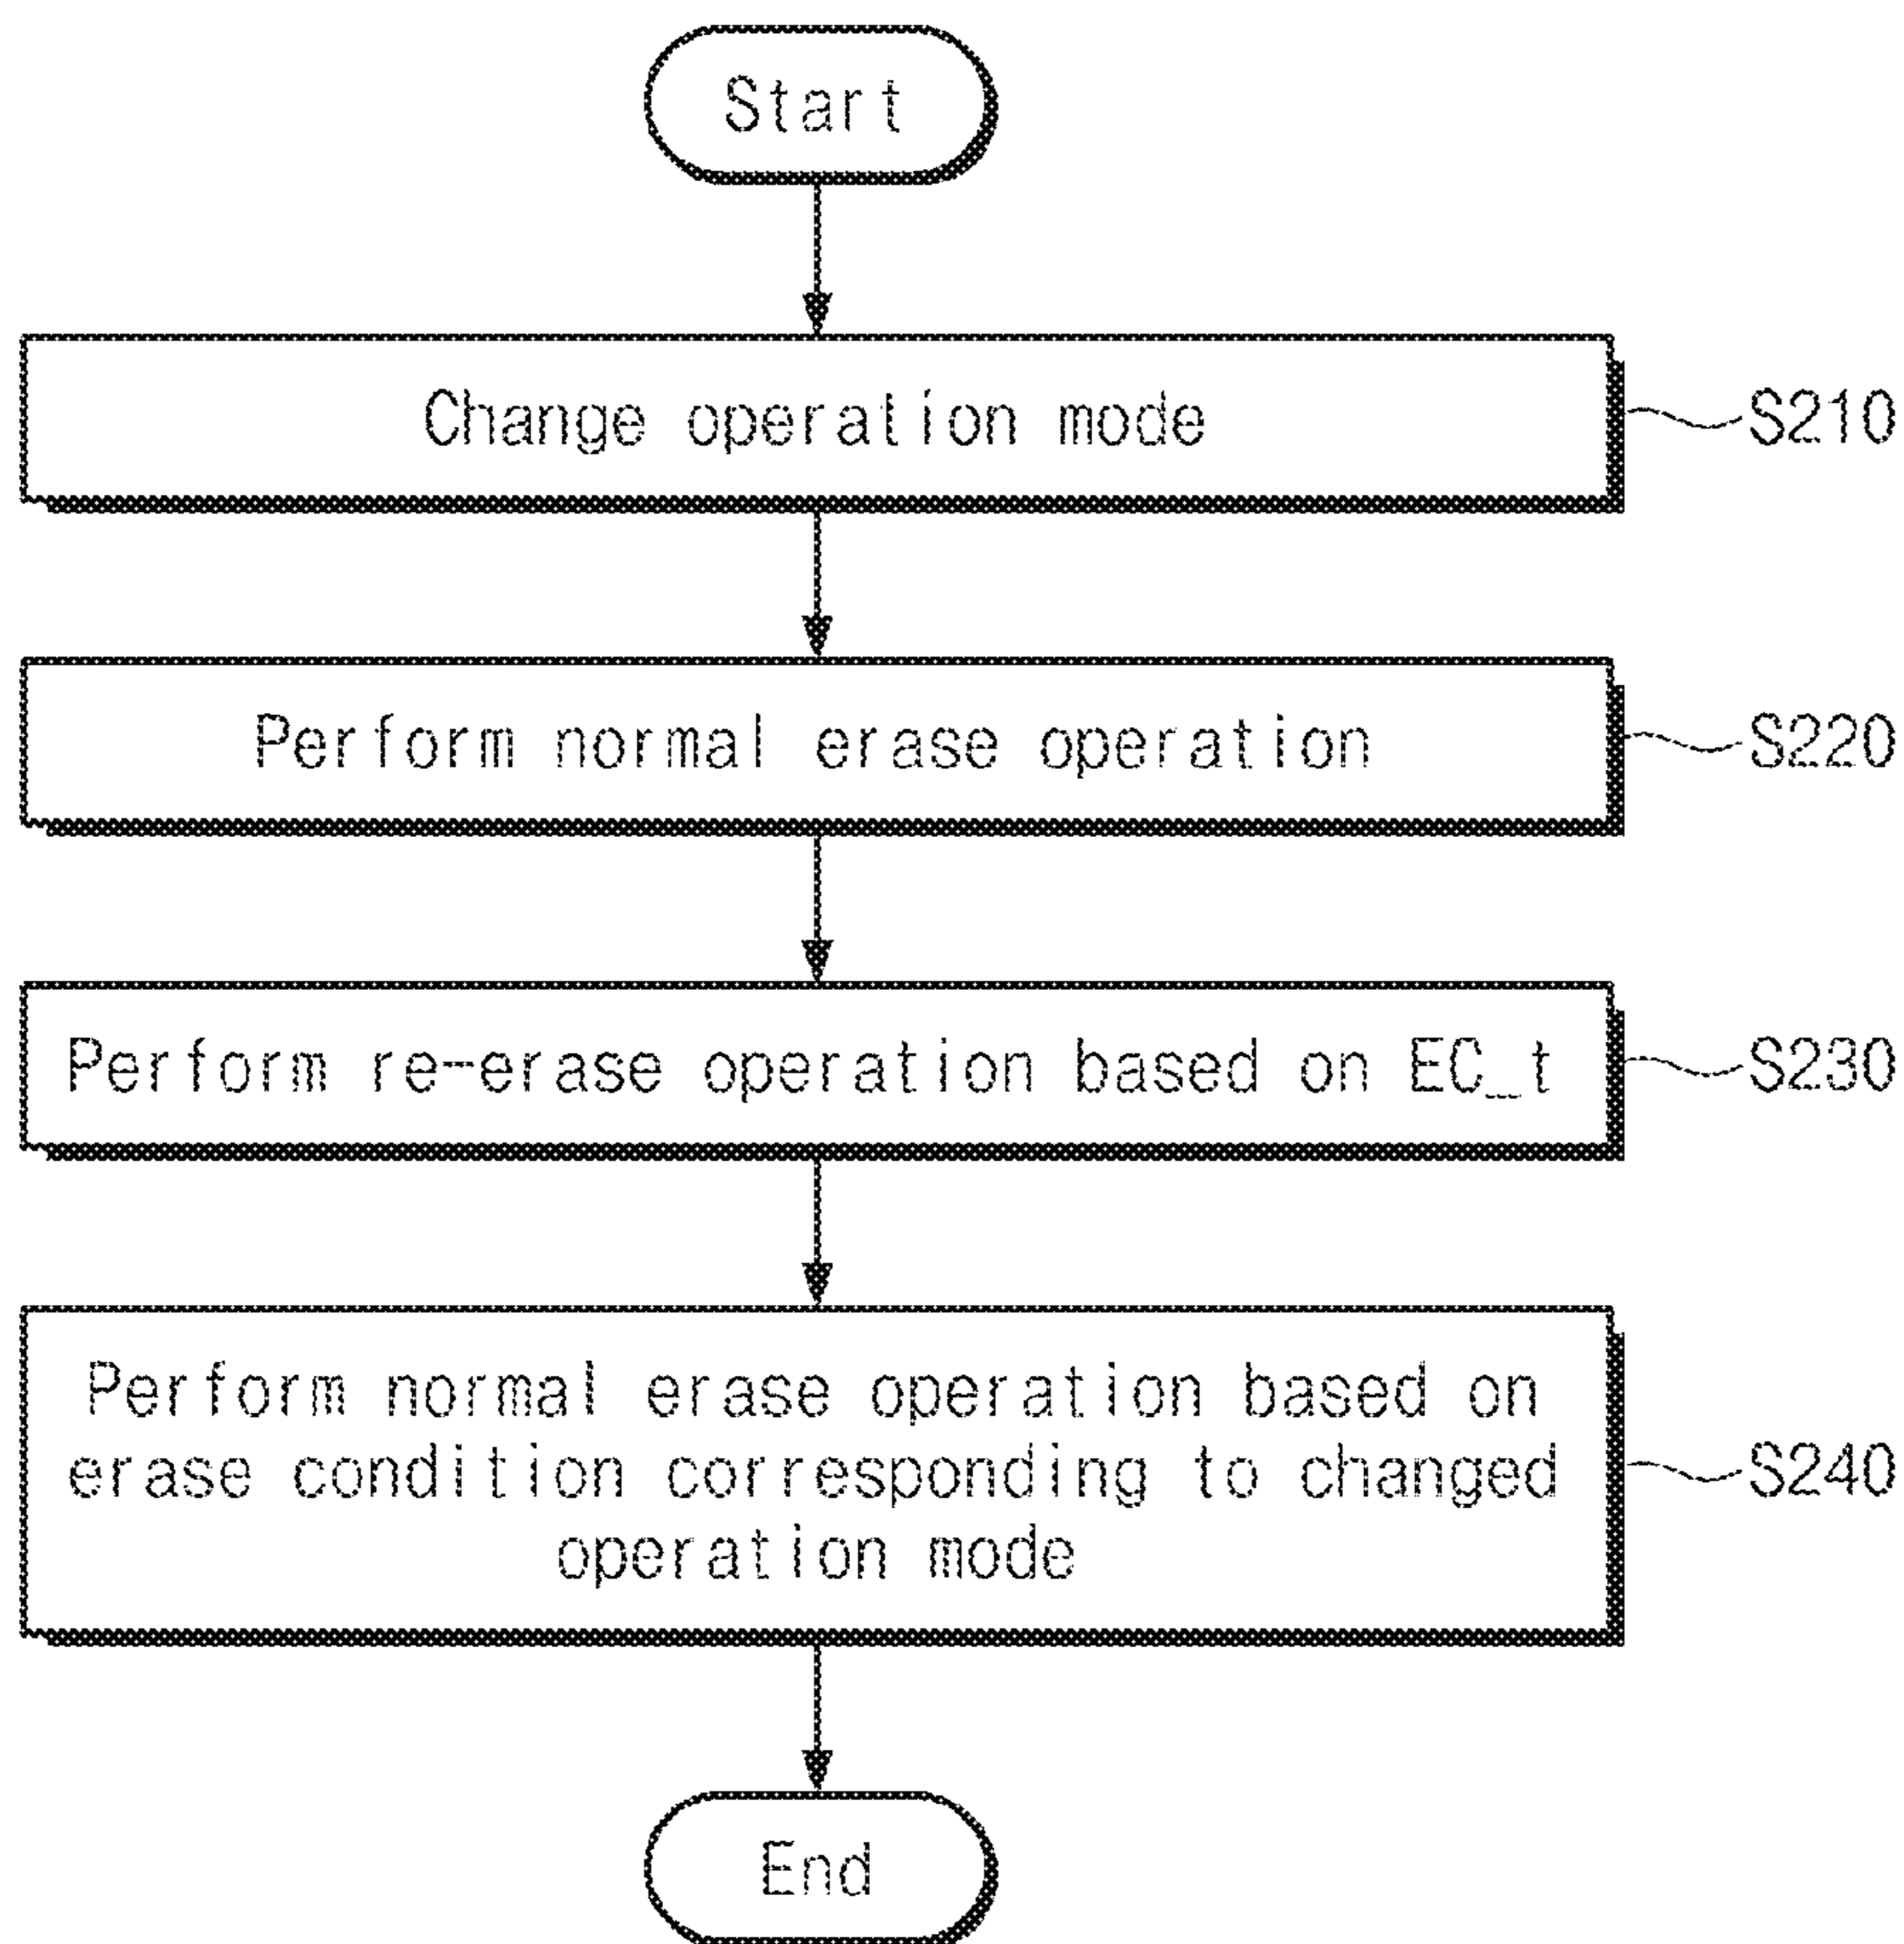 Start
Change operation mode
S210
Perform normal erase operation
S220
Perform re-erase operation based on EC_t
S230
Perform normal erase operation based on
erase condition corresponding to changed
operation mode
S240
End